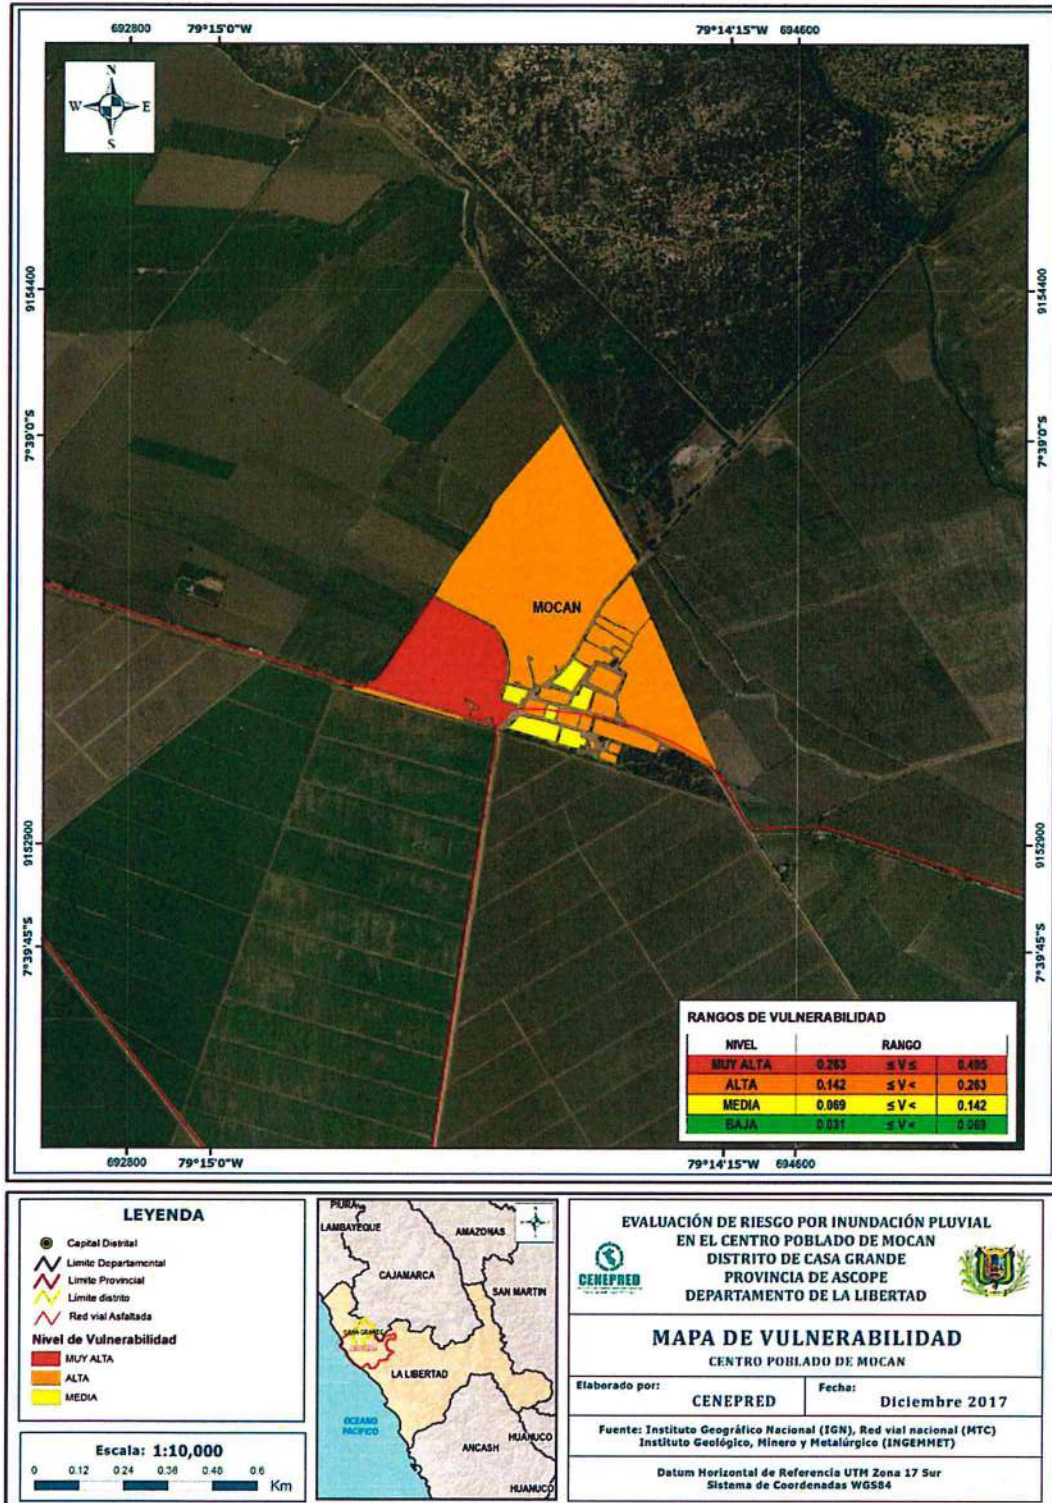 692800 79°15'0"W 79°14'15"W 694600
N
W E
S
9154400 9154400
7°39'0"S 7°39'0"S
MOCAN
9152900 9152900
7°39'45"S 7°39'45"S
RANGOS DE VULNERABILIDAD
NIVEL RANGO
MUY ALTA 0.263 ≤ V ≤ 0.495
ALTA 0.142 ≤ V < 0.263
MEDIA 0.069 ≤ V < 0.142
BAJA 0.031 ≤ V < 0.069
692800 79°15'0"W 79°14'15"W 694600
LEYENDA
Capital Distrital
Límite Departamental
Límite Provincial
Límite distrito
Red vial Asfaltada
Nivel de Vulnerabilidad
MUY ALTA
ALTA
MEDIA
Escala: 1:10,000
0 0.12 0.24 0.36 0.48 0.6
Km
PIURA
LAMBAYEQUE
AMAZONAS
CAJAMARCA
SAN MARTIN
CASA GRANDE
LA LIBERTAD
OCEANO
PACIFICO
HUANUCO
ANCASH
HUANUCO
EVALUACIÓN DE RIESGO POR INUNDACIÓN PLUVIAL
EN EL CENTRO POBLADO DE MOCAN
DISTRITO DE CASA GRANDE
PROVINCIA DE ASCOPE
DEPARTAMENTO DE LA LIBERTAD
CENEPRED
MAPA DE VULNERABILIDAD
CENTRO POBLADO DE MOCAN
Elaborado por: Fecha:
CENEPRED Diciembre 2017
Fuente: Instituto Geográfico Nacional (IGN), Red vial nacional (MTC)
Instituto Geológico, Minero y Metalúrgico (INGEMMET)
Datum Horizontal de Referencia UTM Zona 17 Sur
Sistema de Coordenadas WGS84